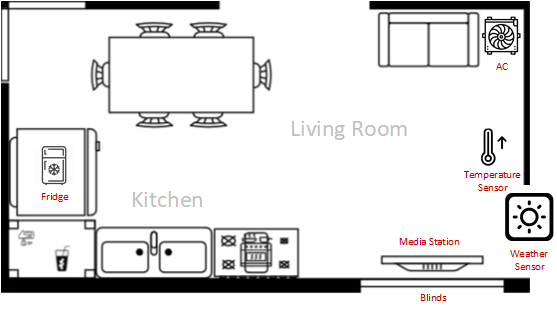 AC
Living Room
Temperature
Sensor
Fridge
Kitchen
Media Station
Weather
Sensor
Blinds